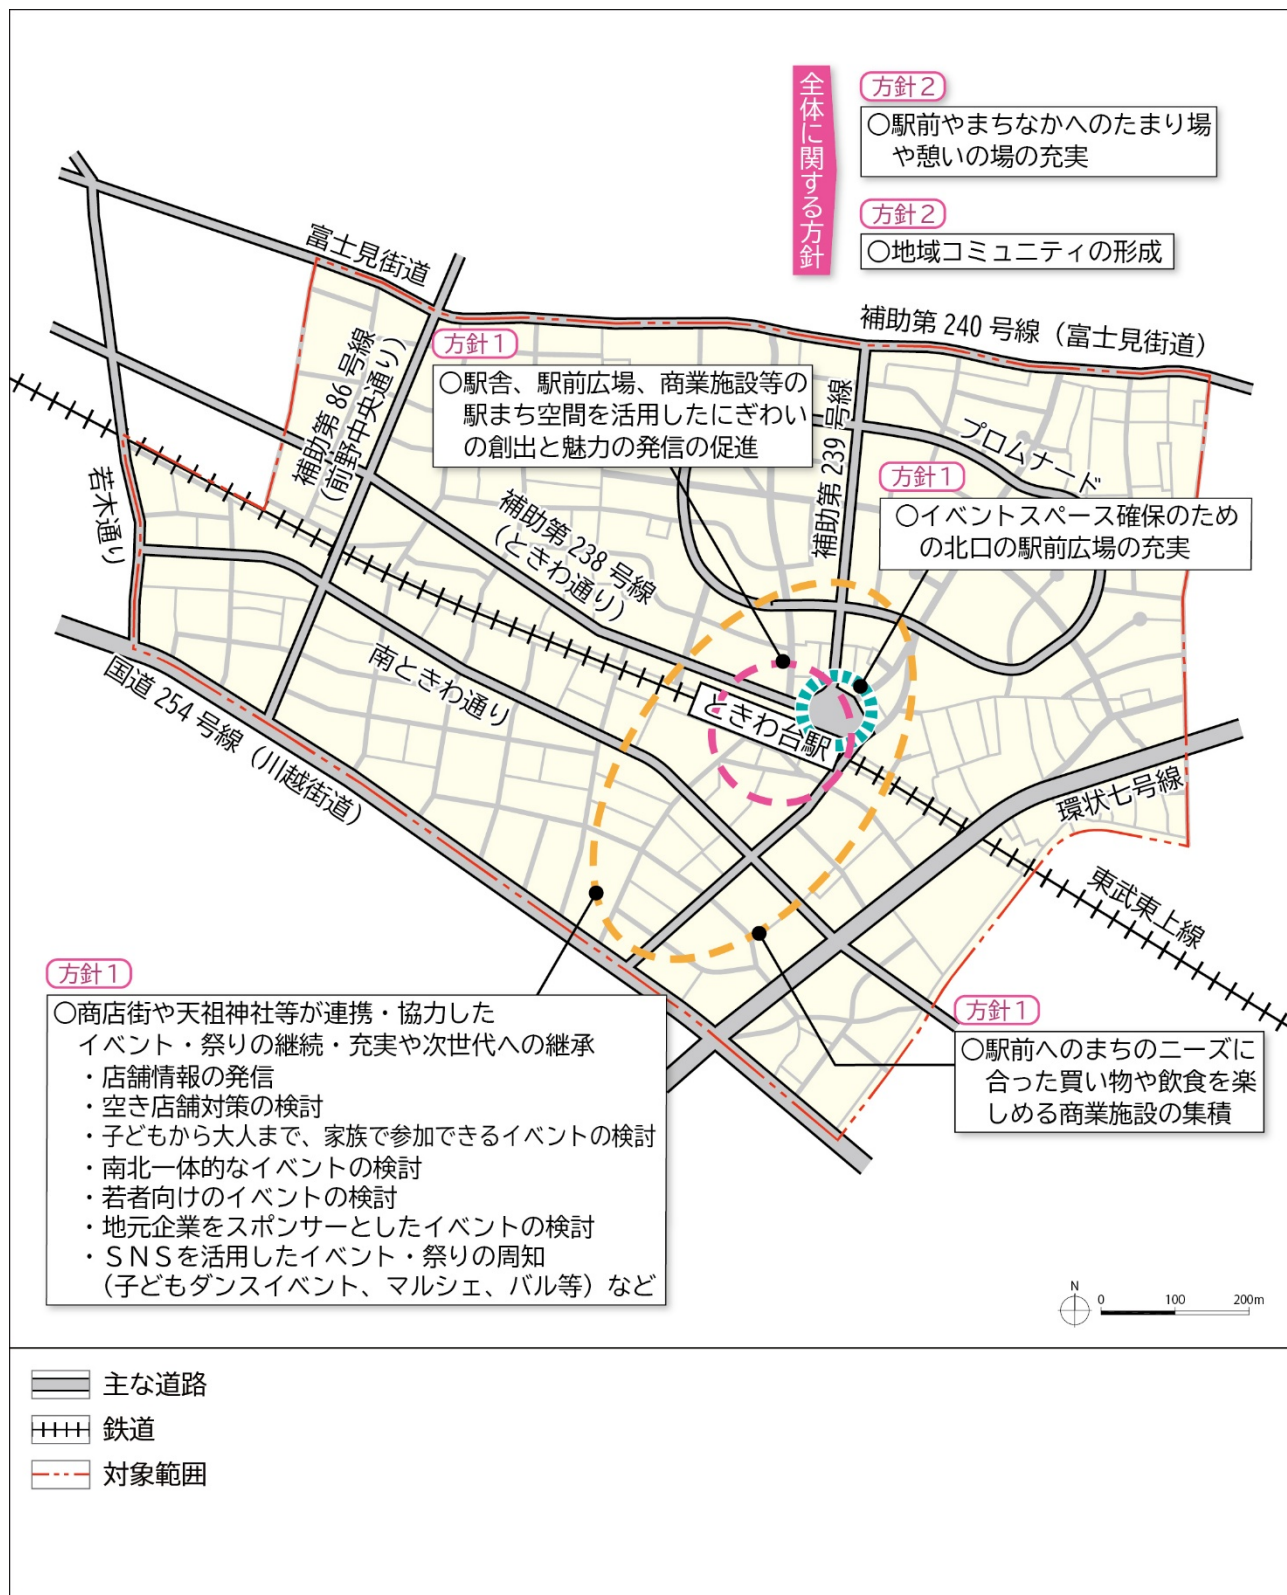 全体に関する方針
方針2
○駅前やまちなかへのたまり場
や憩いの場の充実
方針2
○地域コミュニティの形成
富士見街道
補助第240号線（富士見街道）
補助第86号線
（前野中央通り）
方針1
○駅舎、駅前広場、商業施設等の
駅まち空間を活用したにぎわい
の創出と魅力の発信の促進
補助第239号線
プロムナード
方針1
○イベントスペース確保のため
の北口の駅前広場の充実
若木通り
補助第238号線
（ときわ通り）
南ときわ通り
国道254号線（川越街道）
ときわ台駅
環状七号線
東武東上線
方針1
○商店街や天祖神社等が連携・協力した
イベント・祭りの継続・充実や次世代への継承
・店舗情報の発信
・空き店舗対策の検討
・子どもから大人まで、家族で参加できるイベントの検討
・南北一体的なイベントの検討
・若者向けのイベントの検討
・地元企業をスポンサーとしたイベントの検討
・ＳＮＳを活用したイベント・祭りの周知
（子どもダンスイベント、マルシェ、バル等）など
方針1
○駅前へのまちのニーズに
合った買い物や飲食を楽
しめる商業施設の集積
N
0 100 200m
主な道路
鉄道
対象範囲